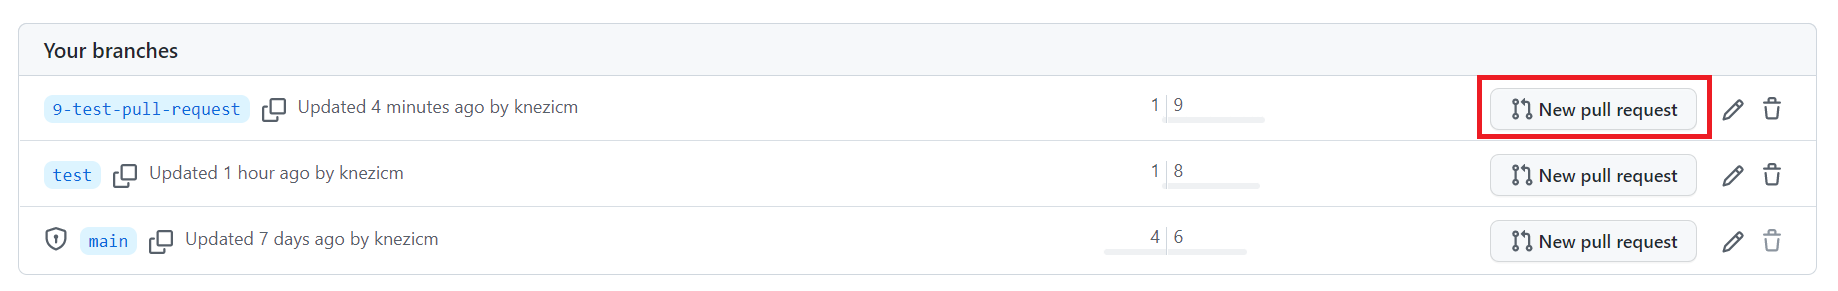 Your branches
9-test-pull-request Updated 4 minutes ago by knezicm 1 9 New pull request
test Updated 1 hour ago by knezicm 1 8 New pull request
main Updated 7 days ago by knezicm 4 6 New pull request